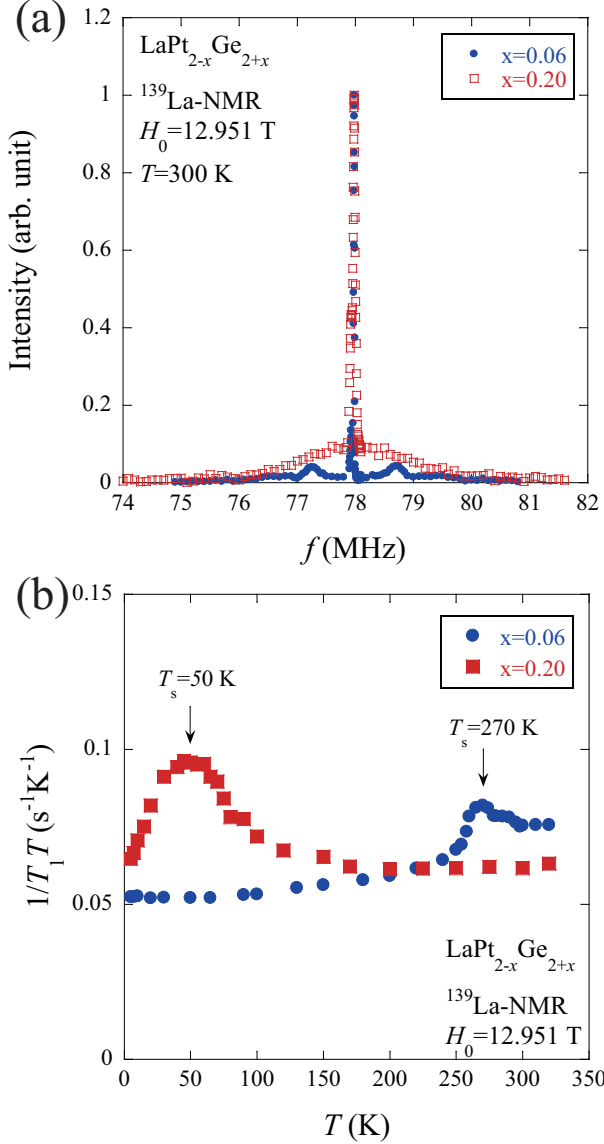 (a)
LaPt2-xGe2+x
139La-NMR
H0=12.951 T
T=300 K
x=0.06
x=0.20
Intensity (arb. unit)
1.2
1
0.8
0.6
0.4
0.2
0
74 75 76 77 78 79 80 81 82
f (MHz)
(b)
x=0.06
x=0.20
Ts=50 K
Ts=270 K
1/T1T (s-1K-1)
0.15
0.1
0.05
0
LaPt2-xGe2+x
139La-NMR
H0=12.951 T
0 50 100 150 200 250 300 350
T (K)